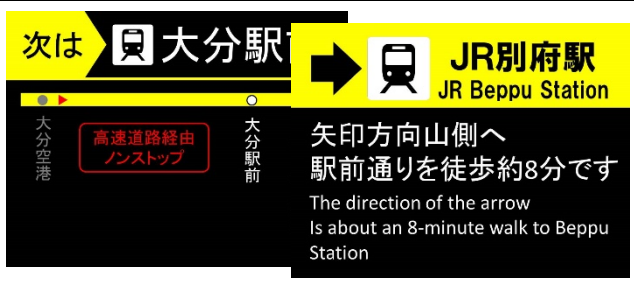 次は 大分駅
大分空港
高速道路経由
ノンストップ
大分駅前
JR別府駅
JR Beppu Station
矢印方向山側へ
駅前通りを徒歩約8分です
The direction of the arrow
Is about an 8-minute walk to Beppu
Station